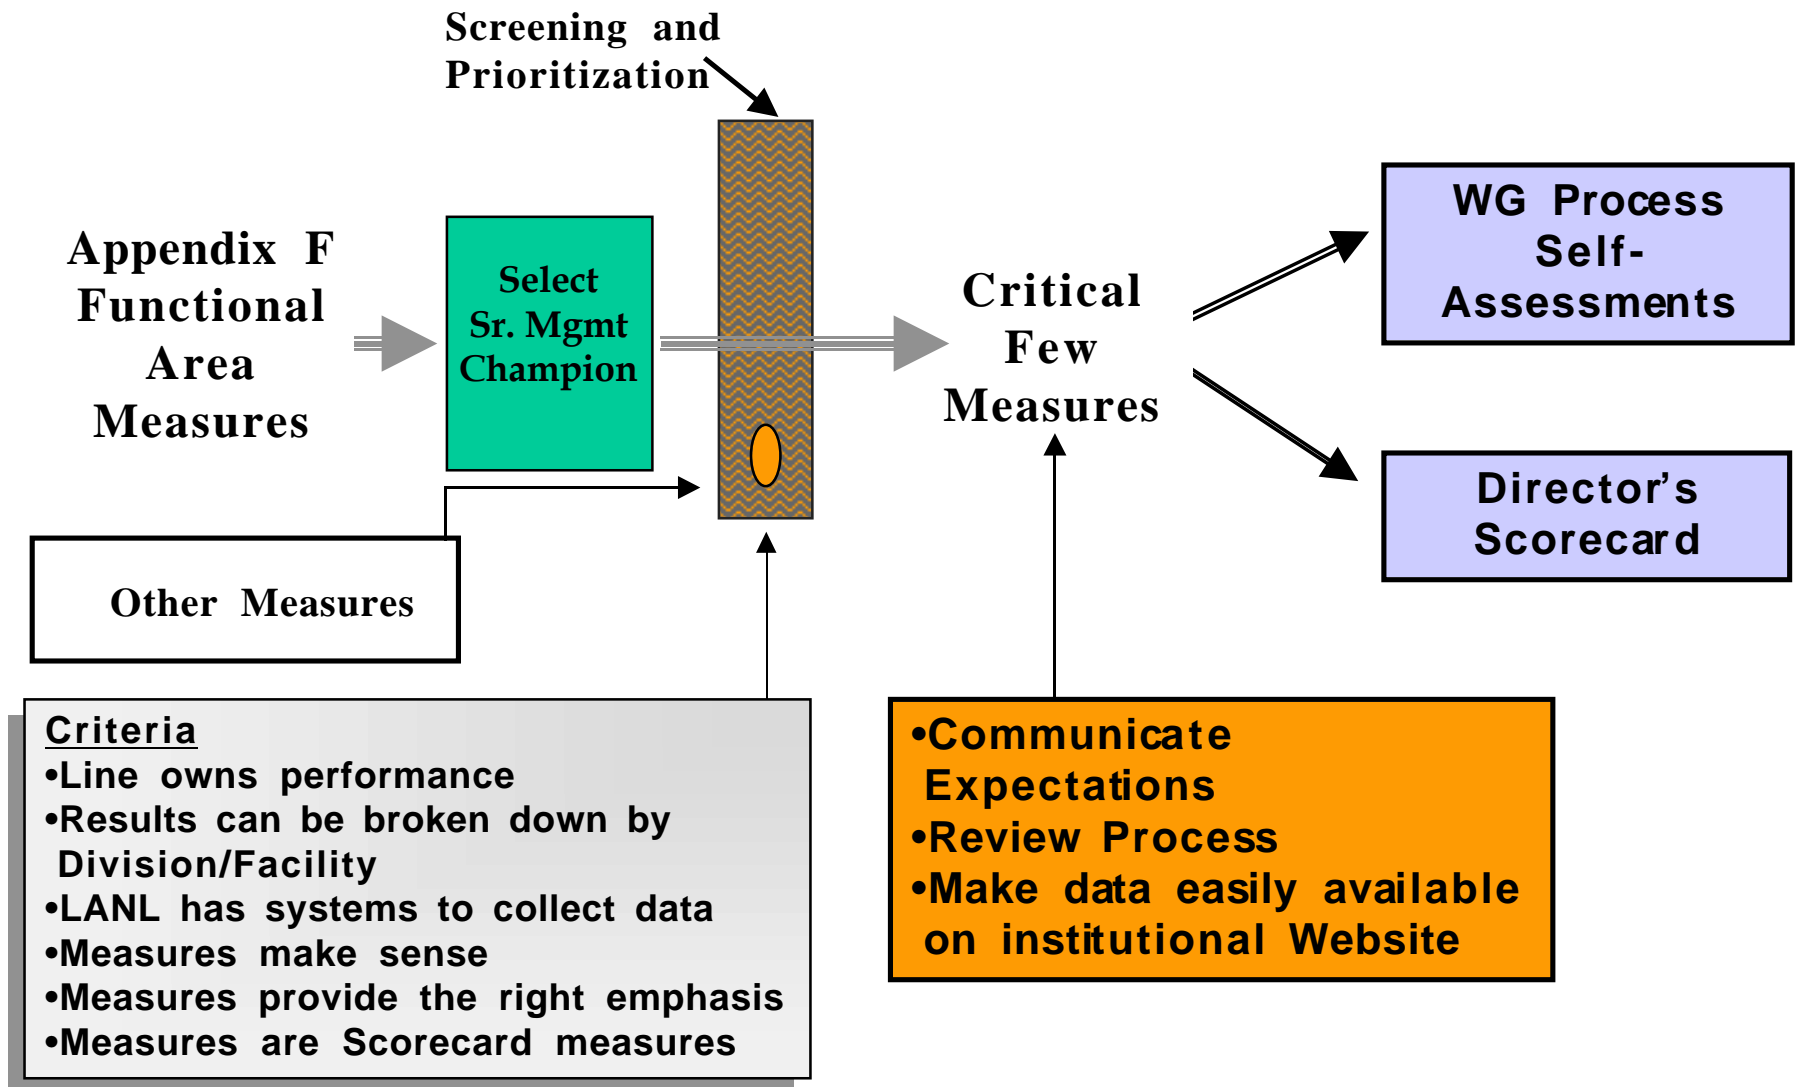 Screening and
Prioritization
Appendix F
Functional
Area
Measures
Select
Sr. Mgmt
Champion
Critical
Few
Measures
WG Process
Self-
Assessments
Director’s
Scorecard
Other Measures
Criteria
•Line owns performance
•Results can be broken down by
Division/Facility
•LANL has systems to collect data
•Measures make sense
•Measures provide the right emphasis
•Measures are Scorecard measures
•Communicate
Expectations
•Review Process
•Make data easily available
on institutional Website